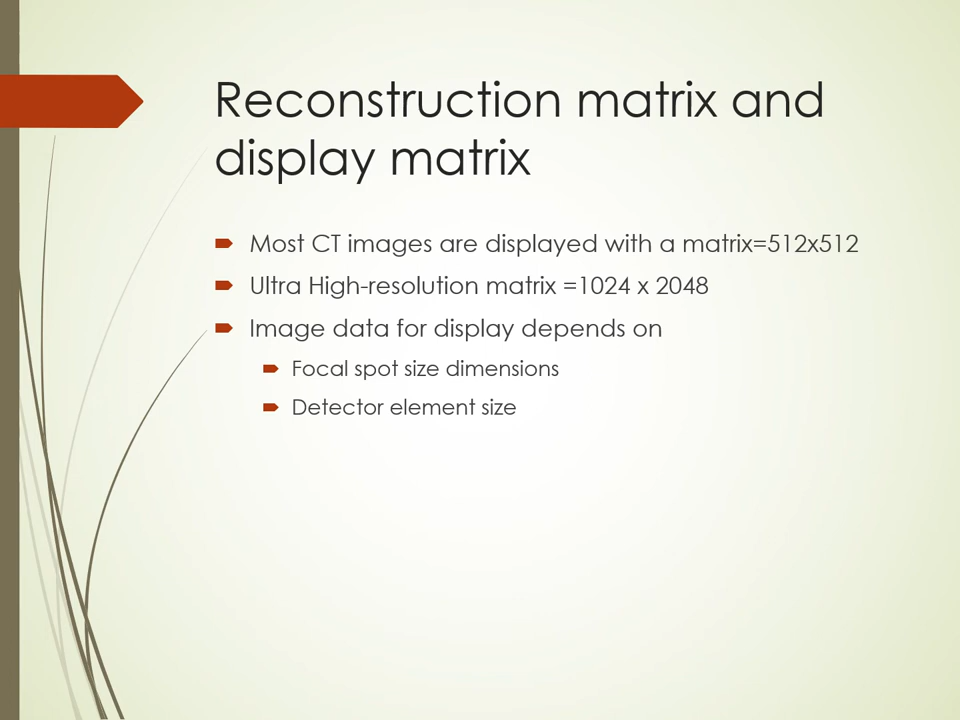 Reconstruction matrix and
display matrix
Most CT images are displayed with a matrix=512x512
Ultra High-resolution matrix =1024 x 2048
Image data for display depends on
Focal spot size dimensions
Detector element size